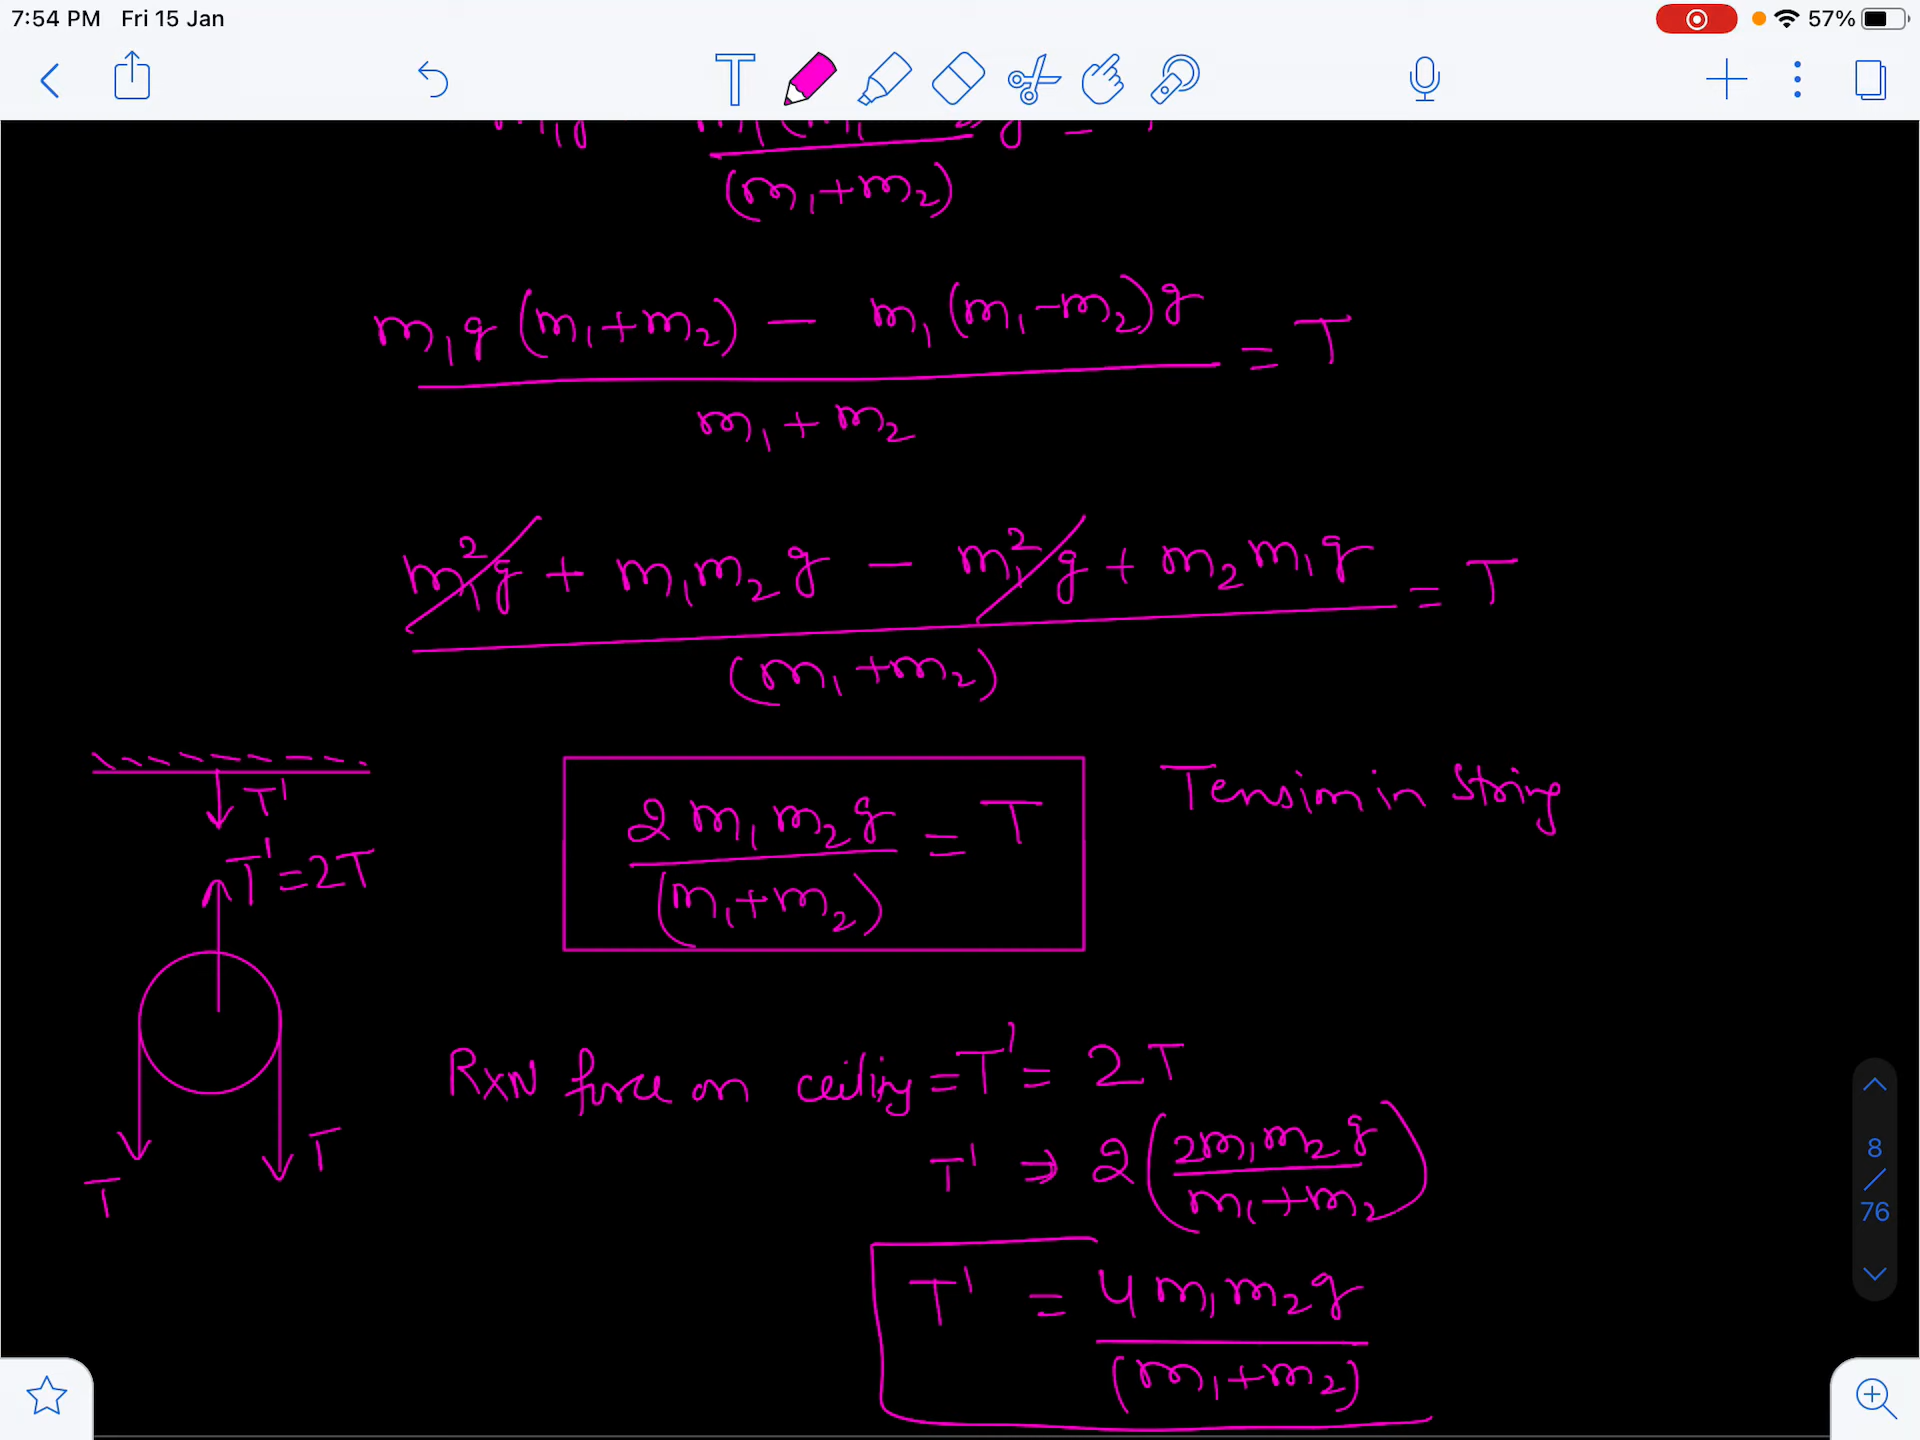 7:54 PM Fri 15 Jan 57%
T
(m₁+m₂)
m₁g (m₁+m₂) − m₁(m₁−m₂)g = T
m₁+m₂
m₁²g + m₁m₂g − m₁²g + m₂m₁g = T
(m₁+m₂)
T'
T'=2T
2m₁m₂g = T
(m₁+m₂)
Tension in String
T
T
RXN force on ceiling = T' = 2T
T' ⇒ 2(2m₁m₂g
m₁+m₂)
T' = 4m₁m₂g
(m₁+m₂)
8
/
76